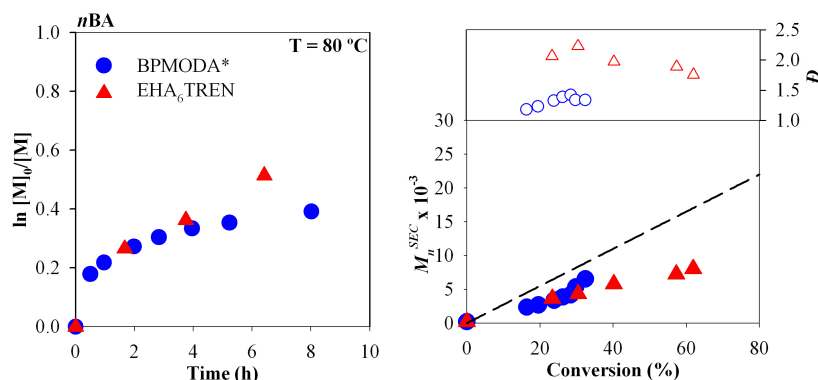 nBA
T = 80 ºC
BPMODA*
EHA6TREN
ln [M]0/[M]
1.0
0.8
0.6
0.4
0.2
0.0
0 2 4 6 8 10
Time (h)
2.5
2.0
1.5
1.0
Đ
30
25
20
15
10
5
0
MnSEC x 10-3
0 20 40 60 80
Conversion (%)